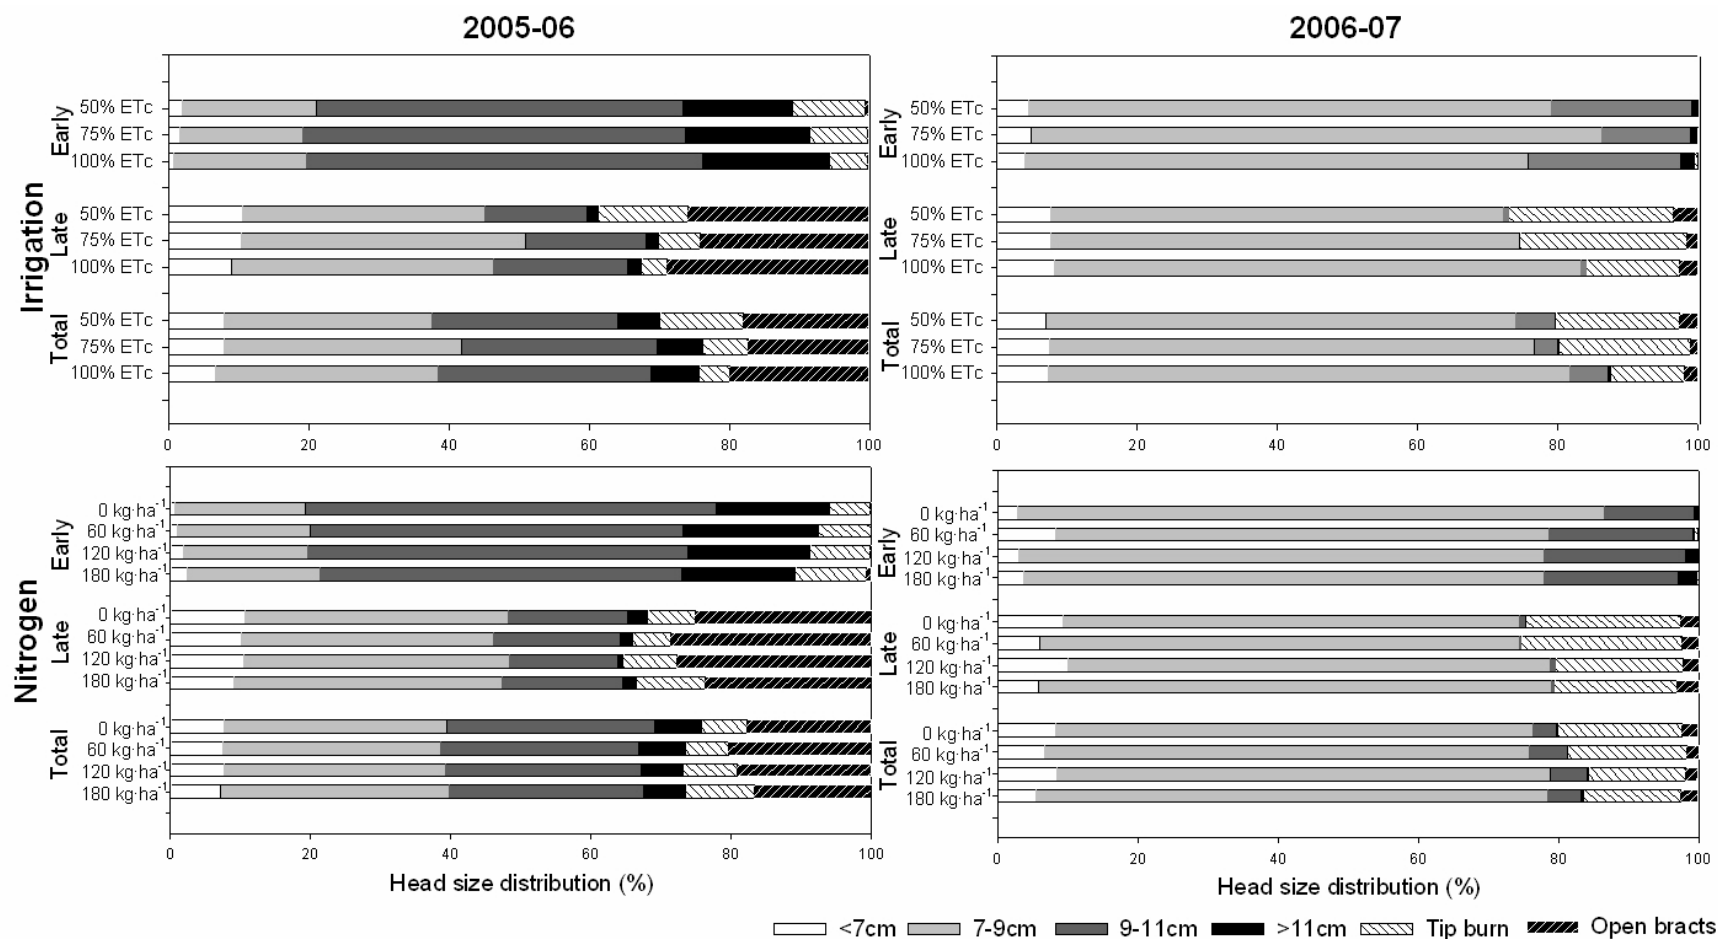 2005-06
2006-07
Irrigation
Early
50% ETc
75% ETc
100% ETc
Late
50% ETc
75% ETc
100% ETc
Total
50% ETc
75% ETc
100% ETc
0 20 40 60 80 100
Early
50% ETc
75% ETc
100% ETc
Late
50% ETc
75% ETc
100% ETc
Total
50% ETc
75% ETc
100% ETc
0 20 40 60 80 100
Nitrogen
Early
0 kg·ha⁻¹
60 kg·ha⁻¹
120 kg·ha⁻¹
180 kg·ha⁻¹
Late
0 kg·ha⁻¹
60 kg·ha⁻¹
120 kg·ha⁻¹
180 kg·ha⁻¹
Total
0 kg·ha⁻¹
60 kg·ha⁻¹
120 kg·ha⁻¹
180 kg·ha⁻¹
0 20 40 60 80 100
Head size distribution (%)
Early
0 kg·ha⁻¹
60 kg·ha⁻¹
120 kg·ha⁻¹
180 kg·ha⁻¹
Late
0 kg·ha⁻¹
60 kg·ha⁻¹
120 kg·ha⁻¹
180 kg·ha⁻¹
Total
0 kg·ha⁻¹
60 kg·ha⁻¹
120 kg·ha⁻¹
180 kg·ha⁻¹
0 20 40 60 80 100
Head size distribution (%)
<7cm 7-9cm 9-11cm >11cm Tip burn Open bracts